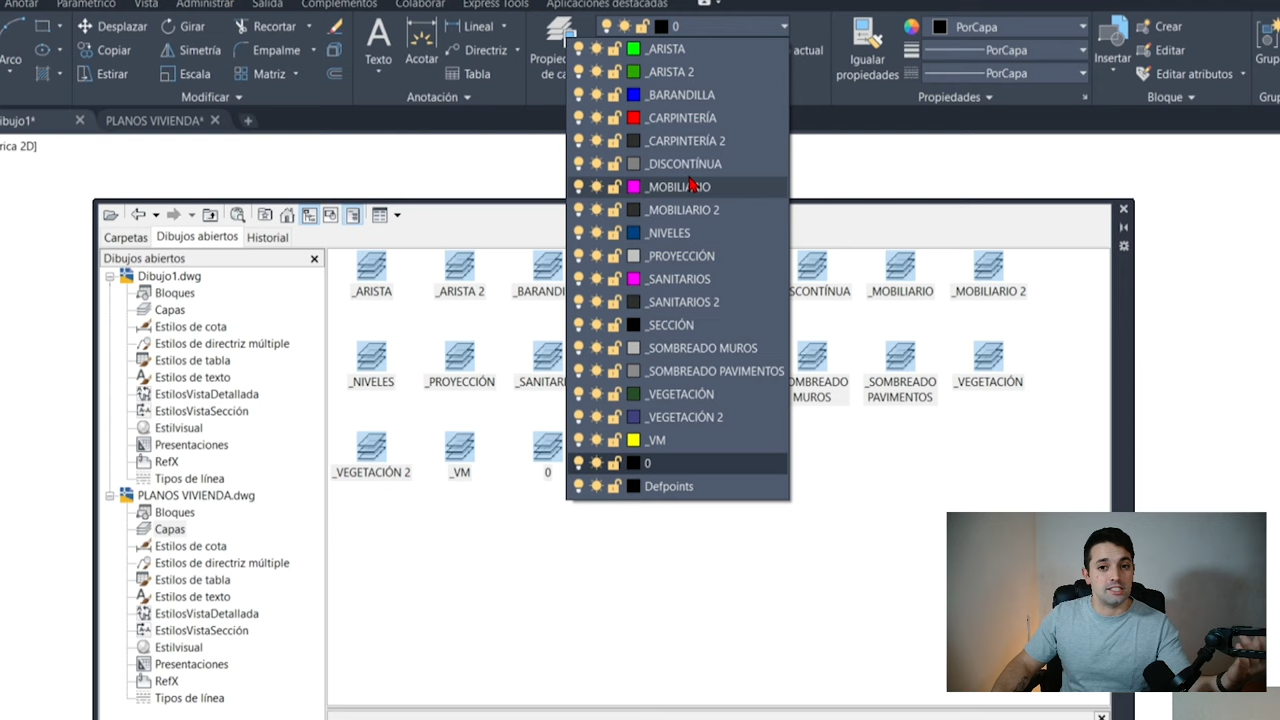 Anotar Paramétrico Vista Administrar Salida Complementos Colaborar Express Tools Aplicaciones destacadas
Desplazar Girar Recortar Lineal 0 PorCapa Crear
Copiar Simetría Empalme Directriz actual PorCapa Editar
Arco Estirar Escala Matriz Texto Acotar Tabla Igualar propiedades PorCapa Insertar Editar atributos
Modificar Anotación Propiedades Bloque
PLANOS VIVIENDA*
_ARISTA
_ARISTA 2
_BARANDILLA
_CARPINTERÍA
_CARPINTERÍA 2
_DISCONTÍNUA
_MOBILIARIO
_MOBILIARIO 2
_NIVELES
_PROYECCIÓN
_SANITARIOS
_SANITARIOS 2
_SECCIÓN
_SOMBREADO MUROS
_SOMBREADO PAVIMENTOS
_VEGETACIÓN
_VEGETACIÓN 2
_VM
0
Defpoints
Carpetas Dibujos abiertos Historial
Dibujos abiertos
Dibujo1.dwg
Bloques
Capas
Estilos de cota
Estilos de directriz múltiple
Estilos de tabla
Estilos de texto
EstilosVistaDetallada
EstilosVistaSección
Estilvisual
Presentaciones
RefX
Tipos de línea
PLANOS VIVIENDA.dwg
Bloques
Capas
Estilos de cota
Estilos de directriz múltiple
Estilos de tabla
Estilos de texto
EstilosVistaDetallada
EstilosVistaSección
Estilvisual
Presentaciones
RefX
Tipos de línea
_ARISTA _ARISTA 2 _MOBILIARIO _MOBILIARIO 2
_NIVELES _PROYECCIÓN _SOMBREADO _VEGETACIÓN
MUROS PAVIMENTOS
_VEGETACIÓN 2 _VM 0